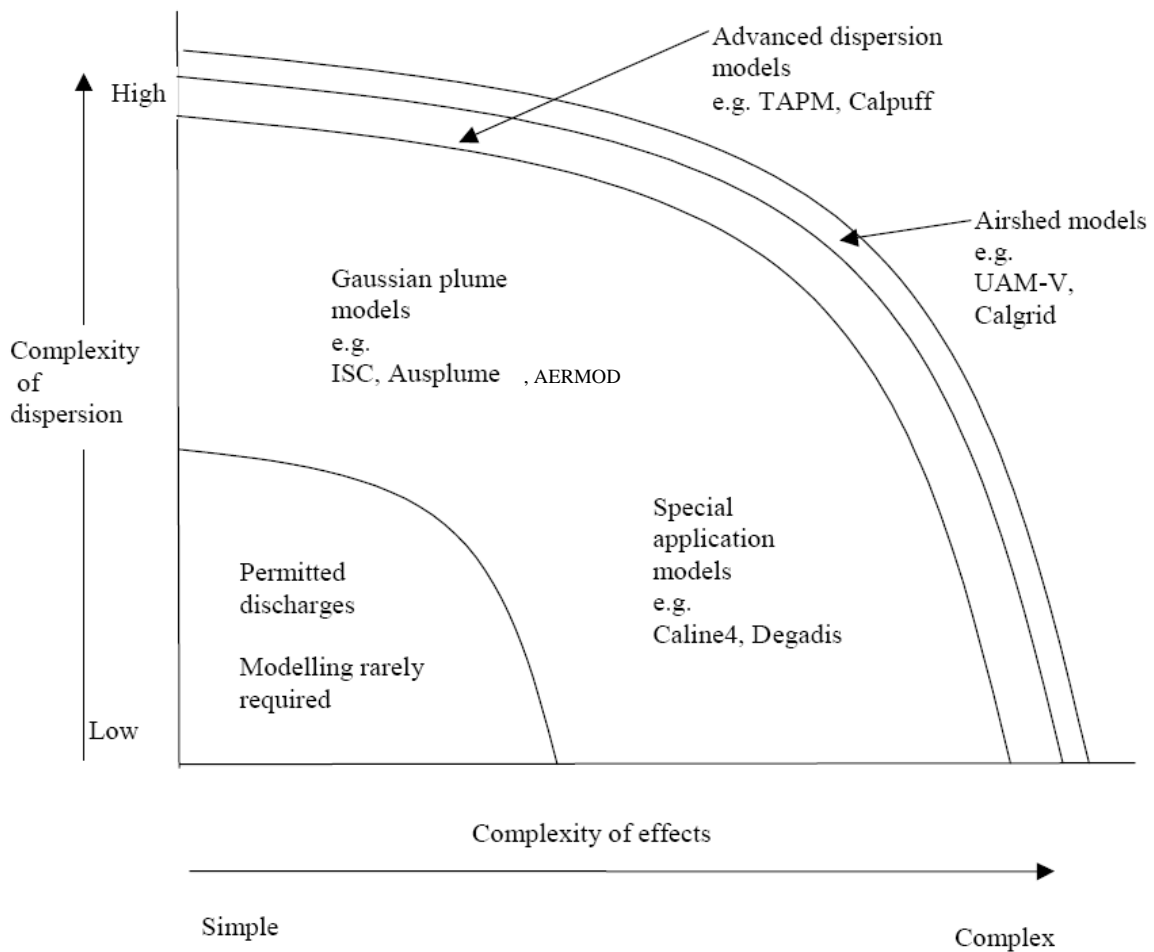 Advanced dispersion
models
e.g. TAPM, Calpuff
High
Airshed models
e.g.
UAM-V,
Calgrid
Gaussian plume
models
e.g.
ISC, Ausplume , AERMOD
Complexity
of
dispersion
Special
application
models
e.g.
Caline4, Degadis
Permitted
discharges
Modelling rarely
required
Low
Complexity of effects
Simple
Complex